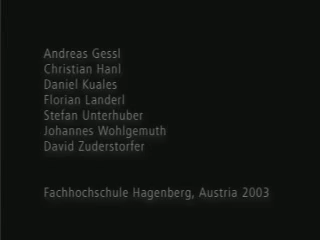 Andreas Gessl
Christian Hanl
Daniel Kuales
Florian Landerl
Stefan Unterhuber
Johannes Wohlgemuth
David Zuderstorfer
Fachhochschule Hagenberg, Austria 2003